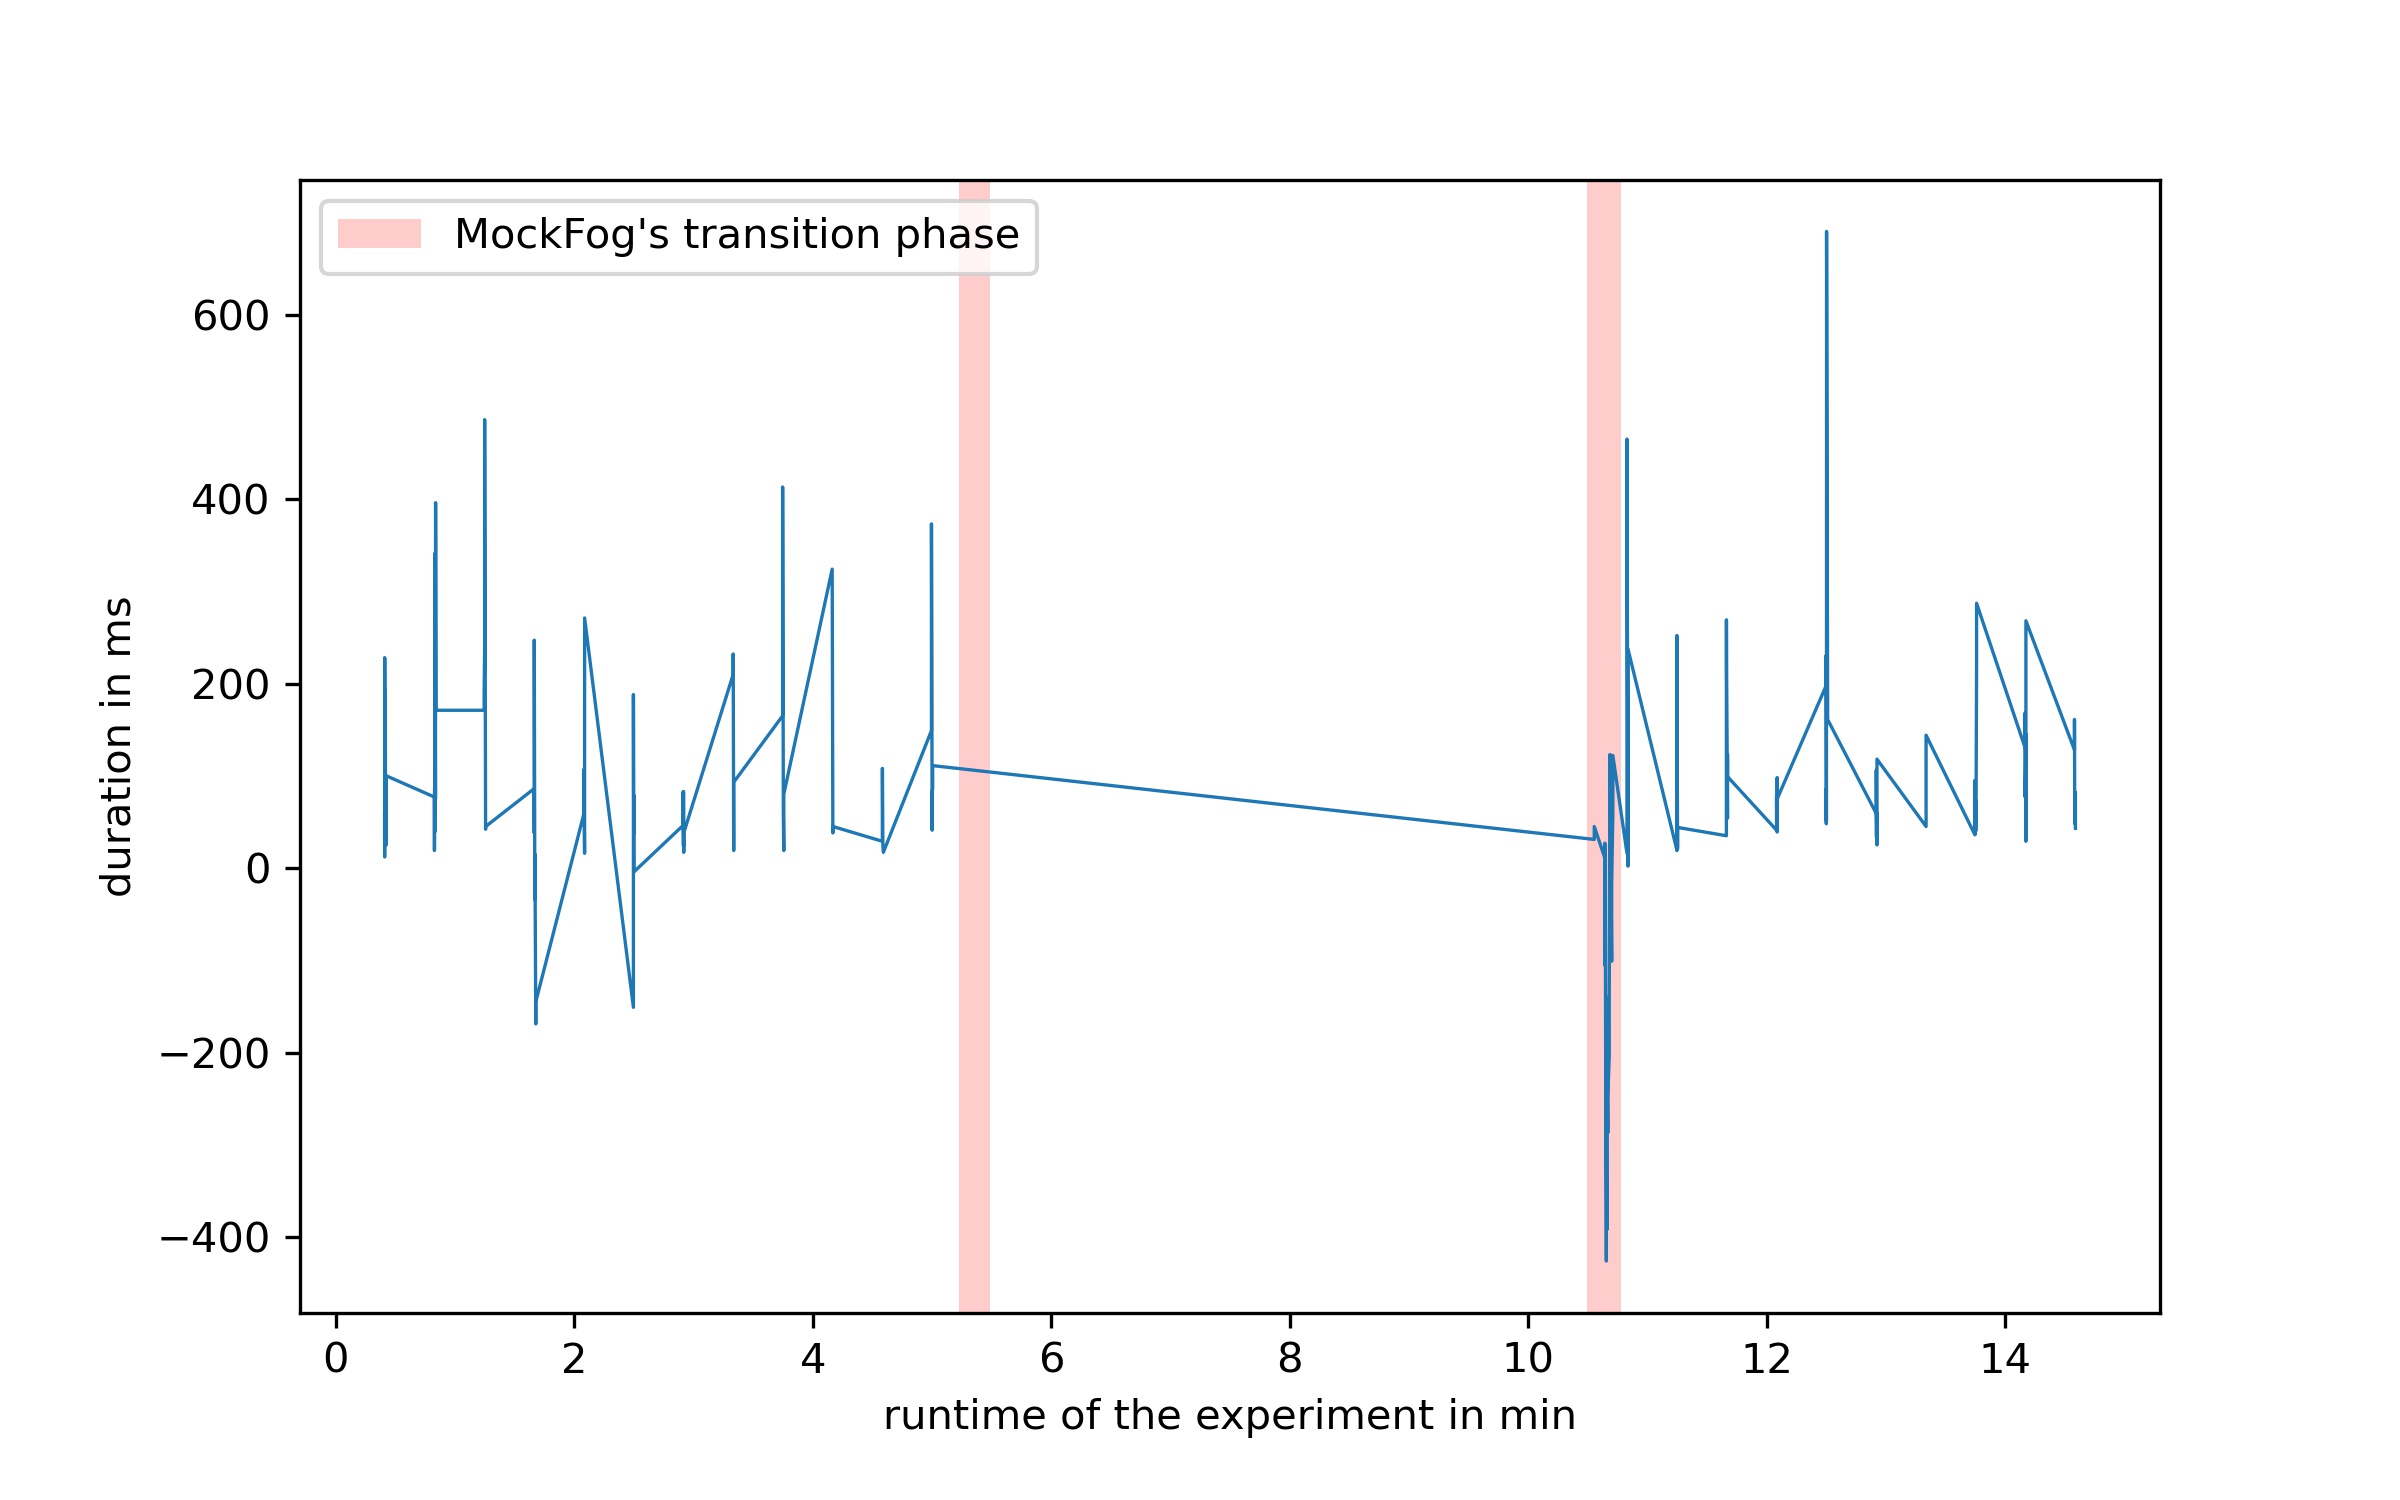 MockFog's transition phase
600
400
200
0
−200
−400
duration in ms
0 2 4 6 8 10 12 14
runtime of the experiment in min